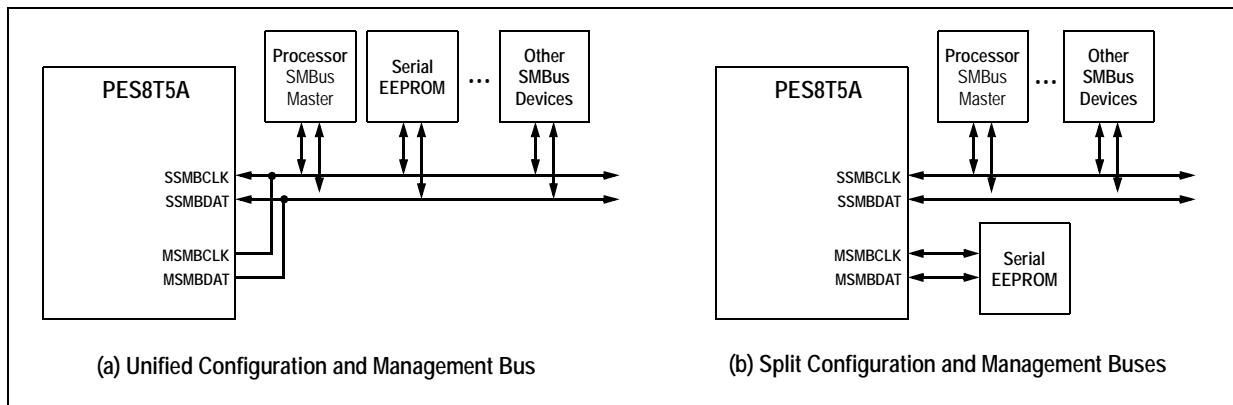 PES8T5A
Processor
SMBus
Master
Serial
EEPROM
...
Other
SMBus
Devices
SSMBCLK
SSMBDAT
MSMBCLK
MSMBDAT
(a) Unified Configuration and Management Bus
PES8T5A
Processor
SMBus
Master
...
Other
SMBus
Devices
SSMBCLK
SSMBDAT
MSMBCLK
MSMBDAT
Serial
EEPROM
(b) Split Configuration and Management Buses